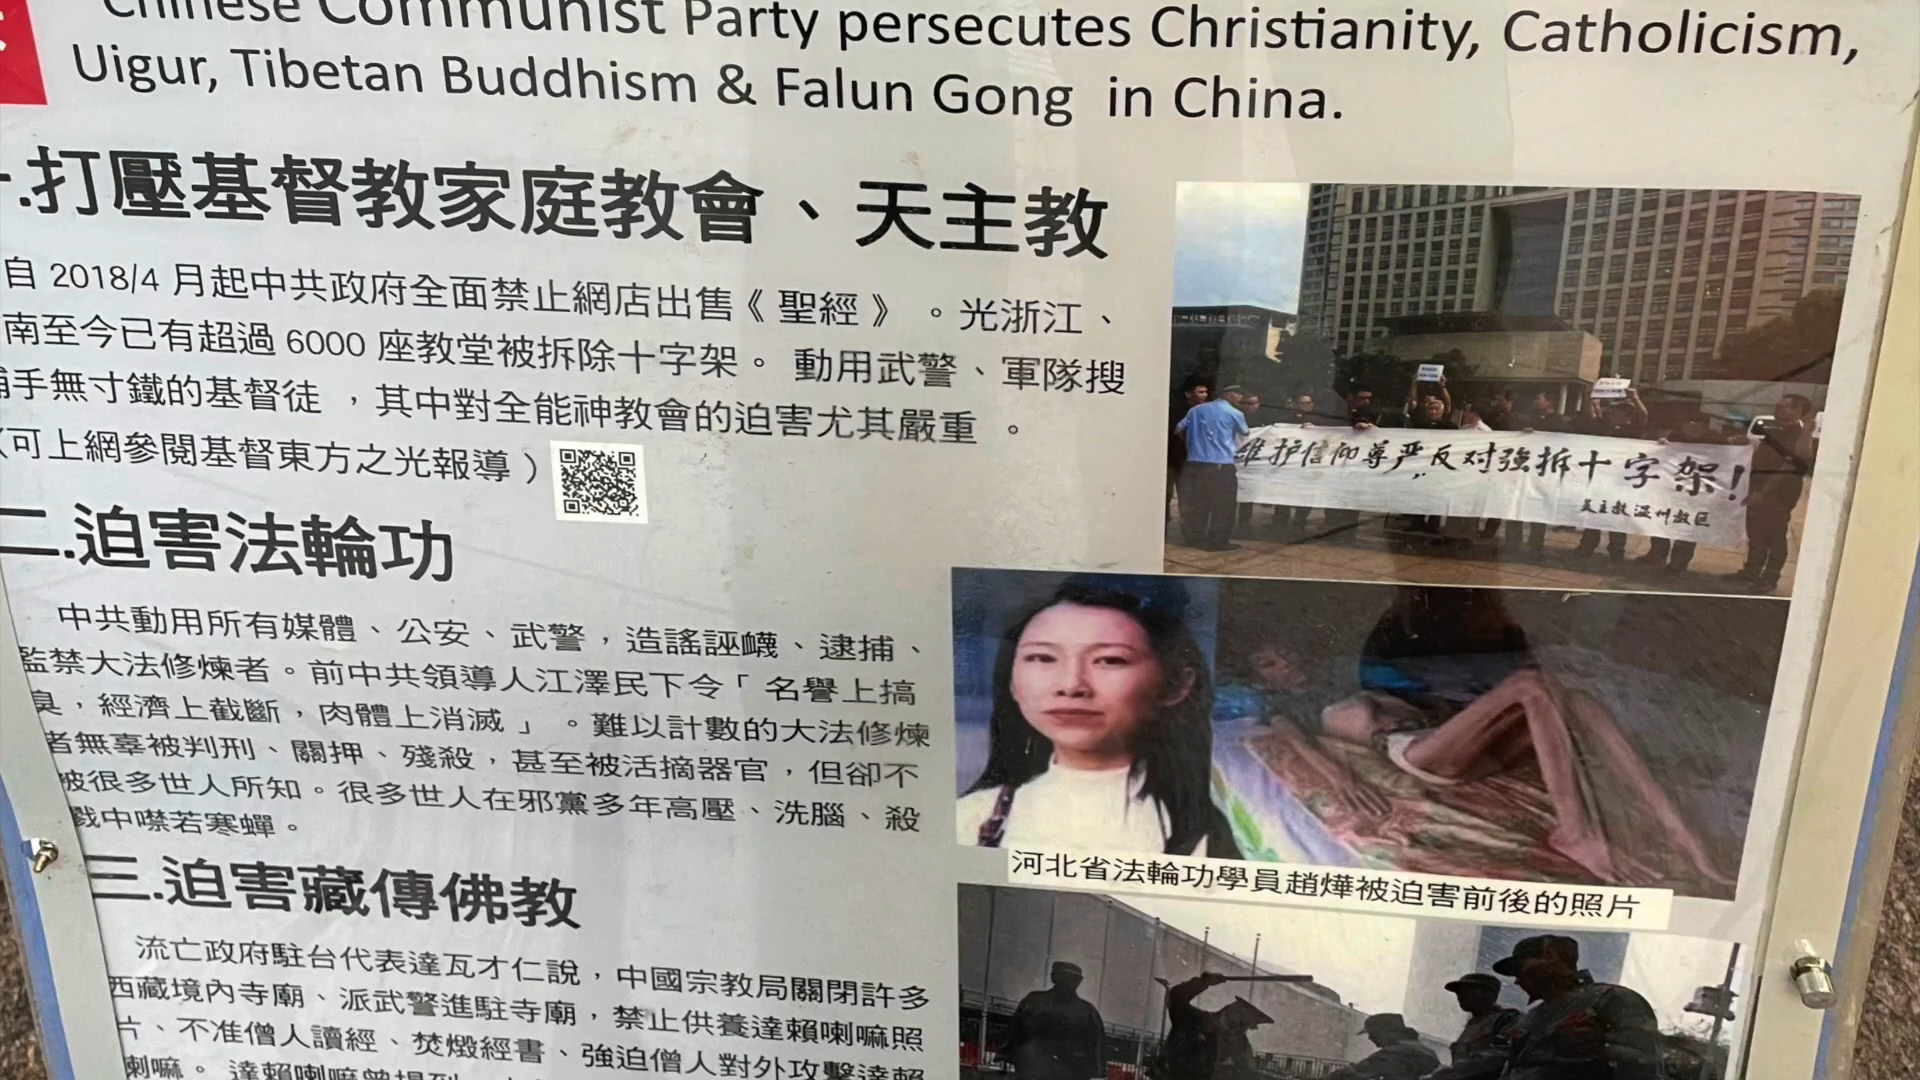 Chinese Communist Party persecutes Christianity, Catholicism,
Uigur, Tibetan Buddhism & Falun Gong in China.
.打壓基督教家庭教會、天主教
自 2018/4 月起中共政府全面禁止網店出售《聖經》。光浙江、
南至今已有超過 6000 座教堂被拆除十字架。動用武警、軍隊搜
捕手無寸鐵的基督徒，其中對全能神教會的迫害尤其嚴重。
（可上網參閱基督東方之光報導）
维护信仰尊严反对強拆十字架！
天主教溫州教区
二.迫害法輪功
中共動用所有媒體、公安、武警，造謠誣衊、逮捕、
監禁大法修煉者。前中共領導人江澤民下令「名譽上搞
臭，經濟上截斷，肉體上消滅」。難以計數的大法修煉
者無辜被判刑、關押、殘殺，甚至被活摘器官，但卻不
被很多世人所知。很多世人在邪黨多年高壓、洗腦、殺
戮中噤若寒蟬。
河北省法輪功學員趙燁被迫害前後的照片
三.迫害藏傳佛教
流亡政府駐台代表達瓦才仁說，中國宗教局關閉許多
西藏境內寺廟、派武警進駐寺廟，禁止供養達賴喇嘛照
片、不准僧人讀經、焚燬經書、強迫僧人對外攻擊達賴
喇嘛。達賴喇嘛曾提到